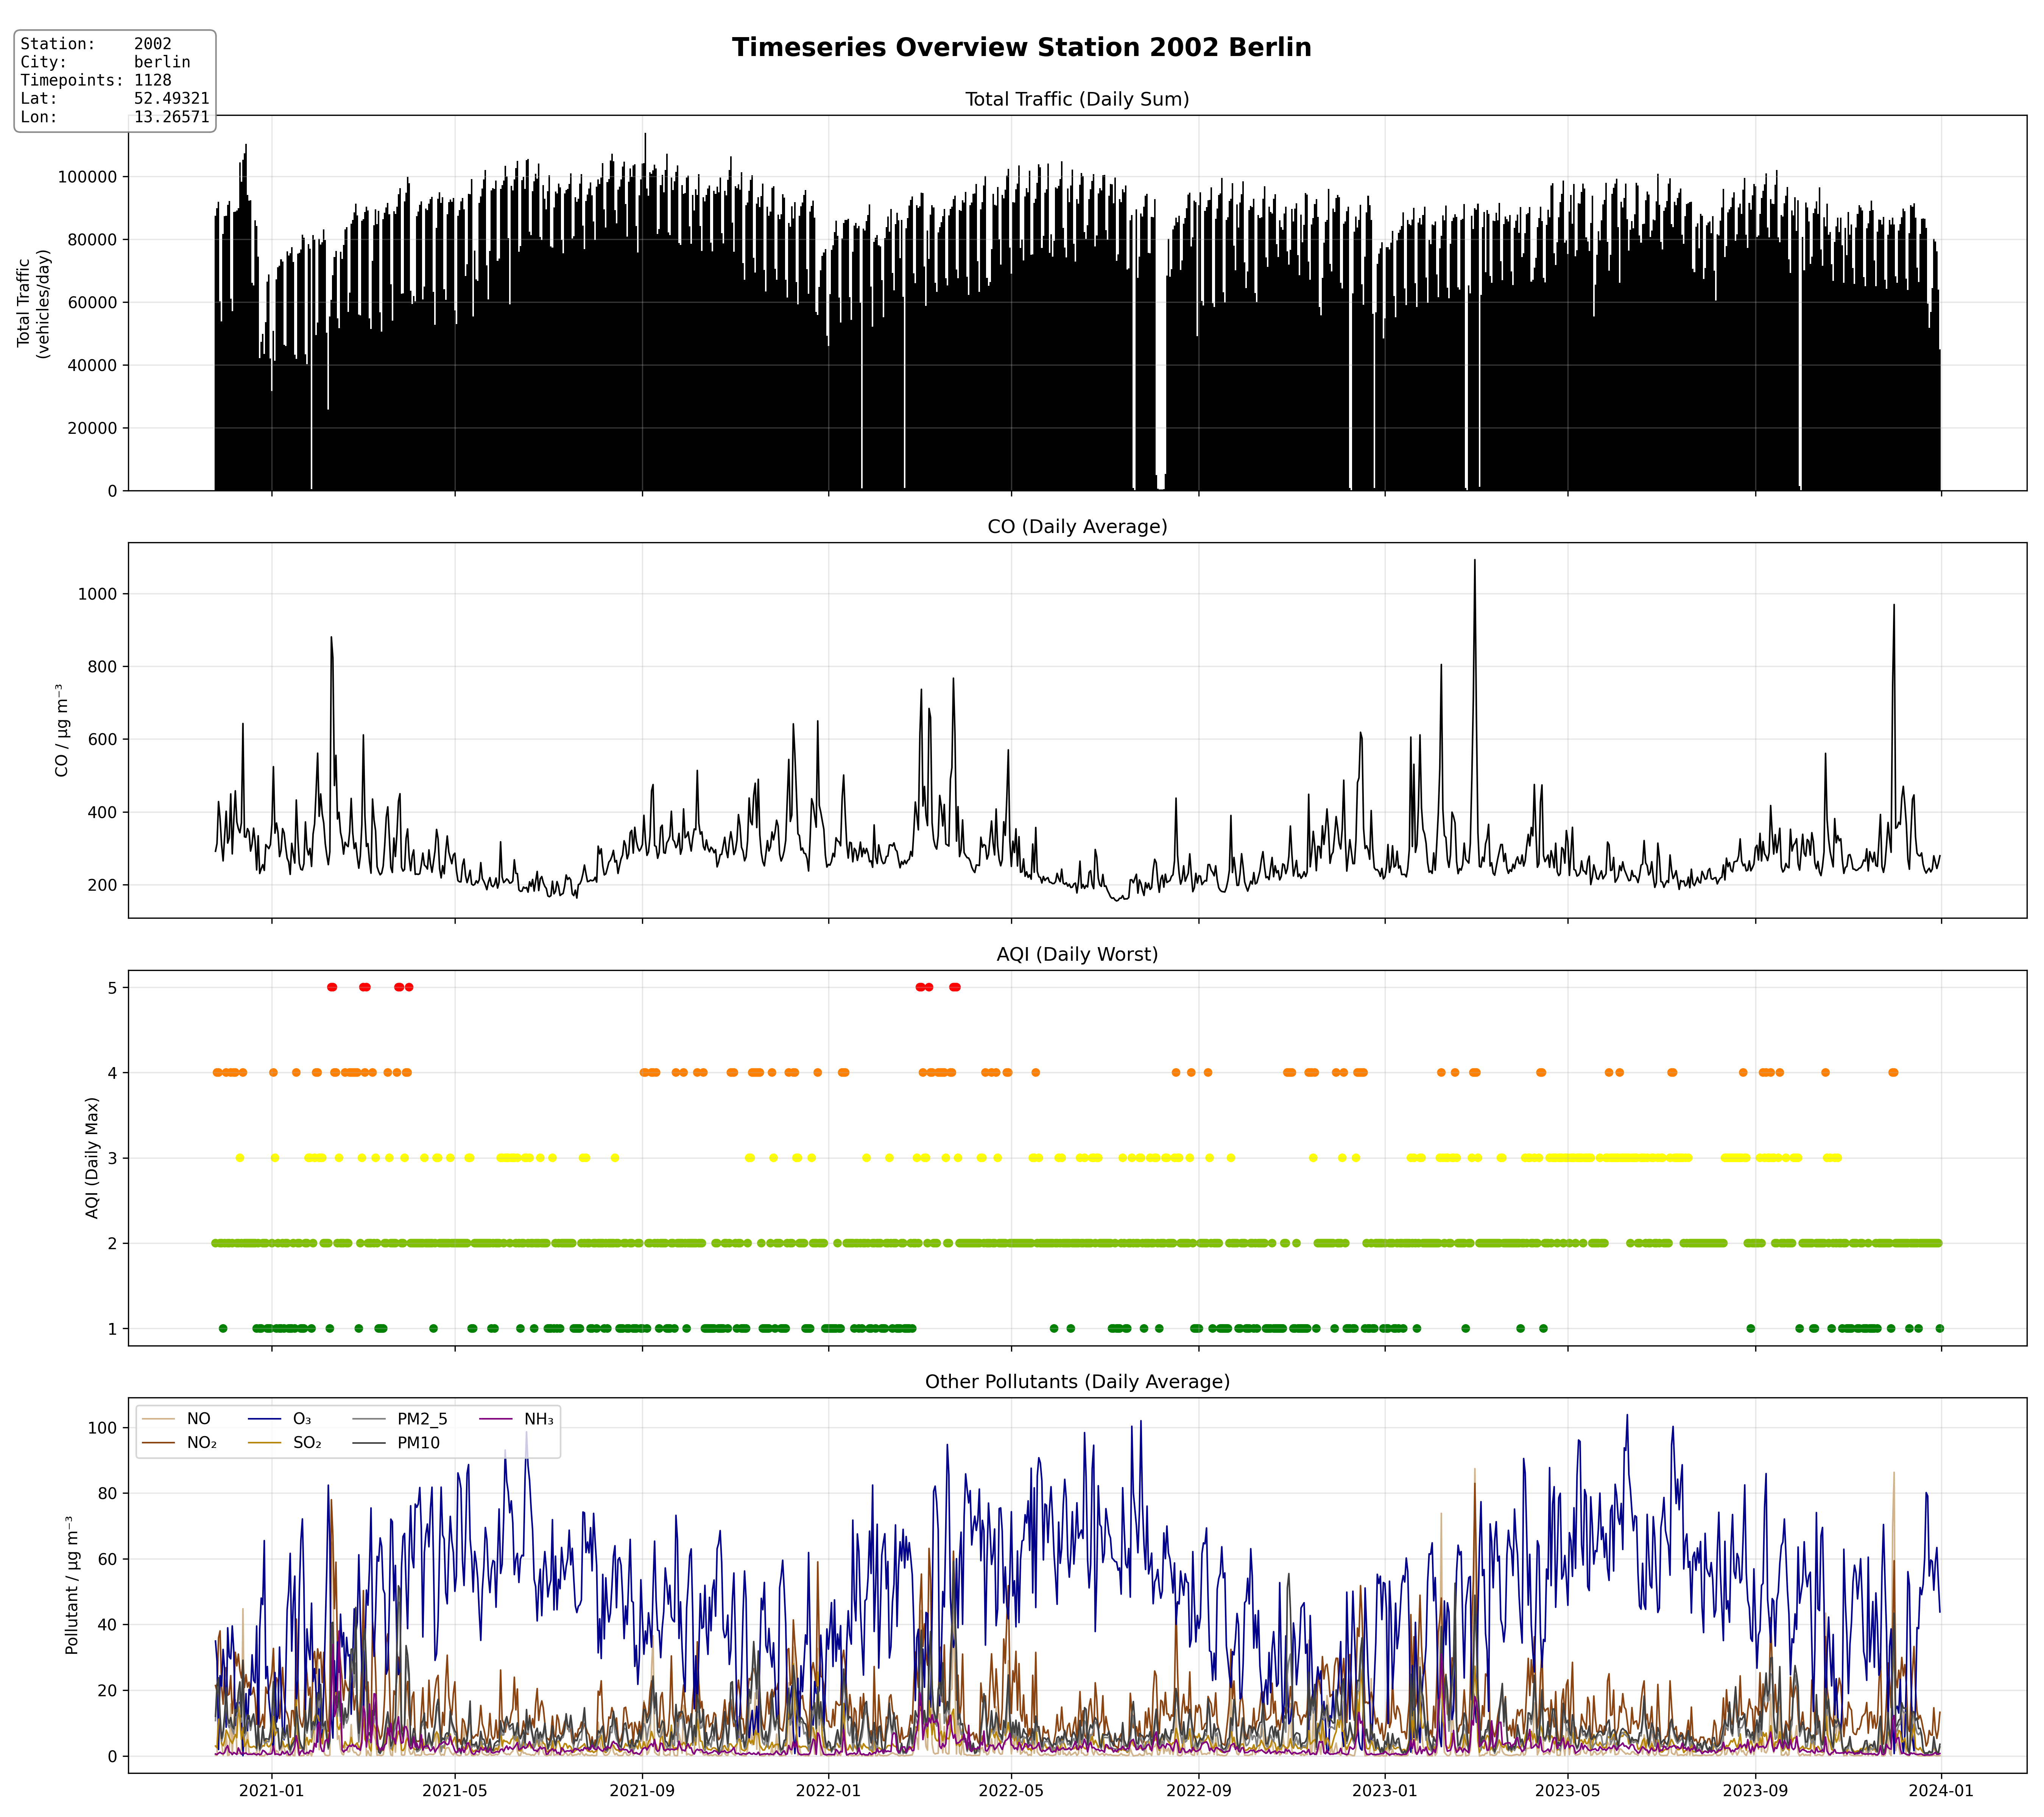 Timeseries Overview Station 2002 Berlin
Station: 2002
City: berlin
Timepoints: 1128
Lat: 52.49321
Lon: 13.26571
Total Traffic (Daily Sum)
Total Traffic
(vehicles/day)
100000
80000
60000
40000
20000
0
CO (Daily Average)
CO / µg m⁻³
1000
800
600
400
200
AQI (Daily Worst)
AQI (Daily Max)
5
4
3
2
1
Other Pollutants (Daily Average)
Pollutant / µg m⁻³
NO O₃ PM2_5 NH₃
NO₂ SO₂ PM10
100
80
60
40
20
0
2021-01 2021-05 2021-09 2022-01 2022-05 2022-09 2023-01 2023-05 2023-09 2024-01